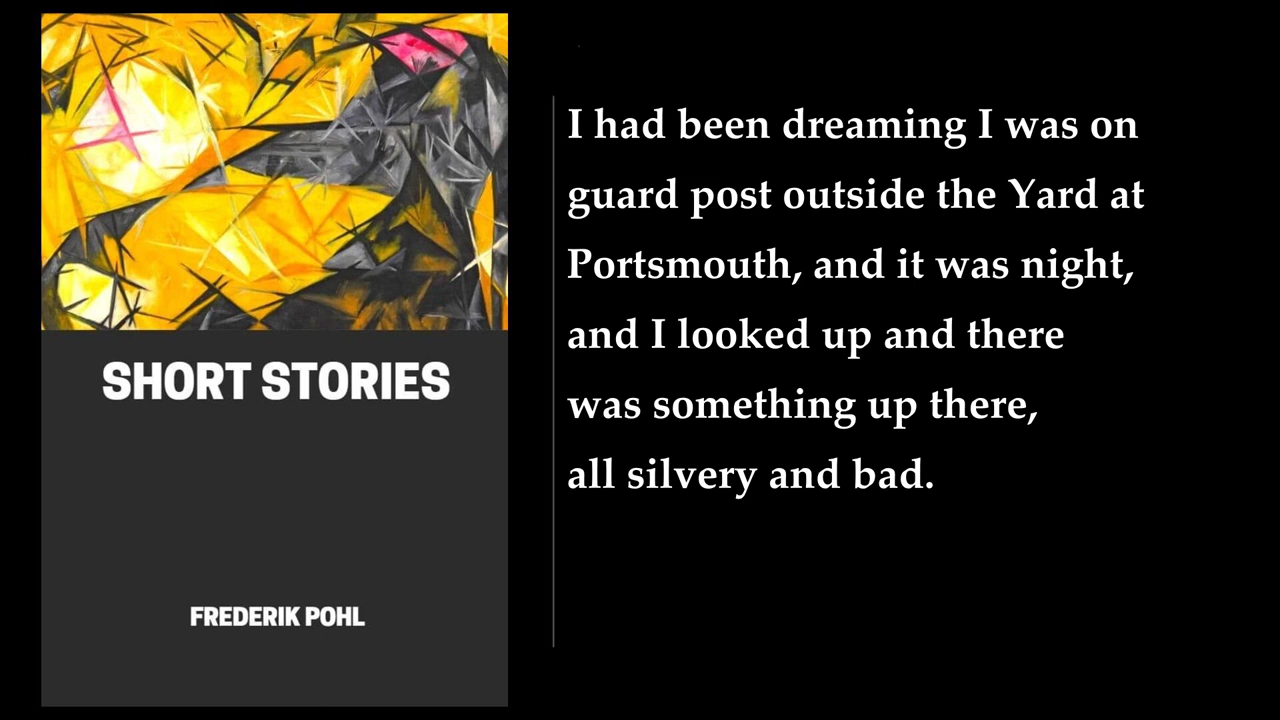 SHORT STORIES
FREDERIK POHL
I had been dreaming I was on
guard post outside the Yard at
Portsmouth, and it was night,
and I looked up and there
was something up there,
all silvery and bad.